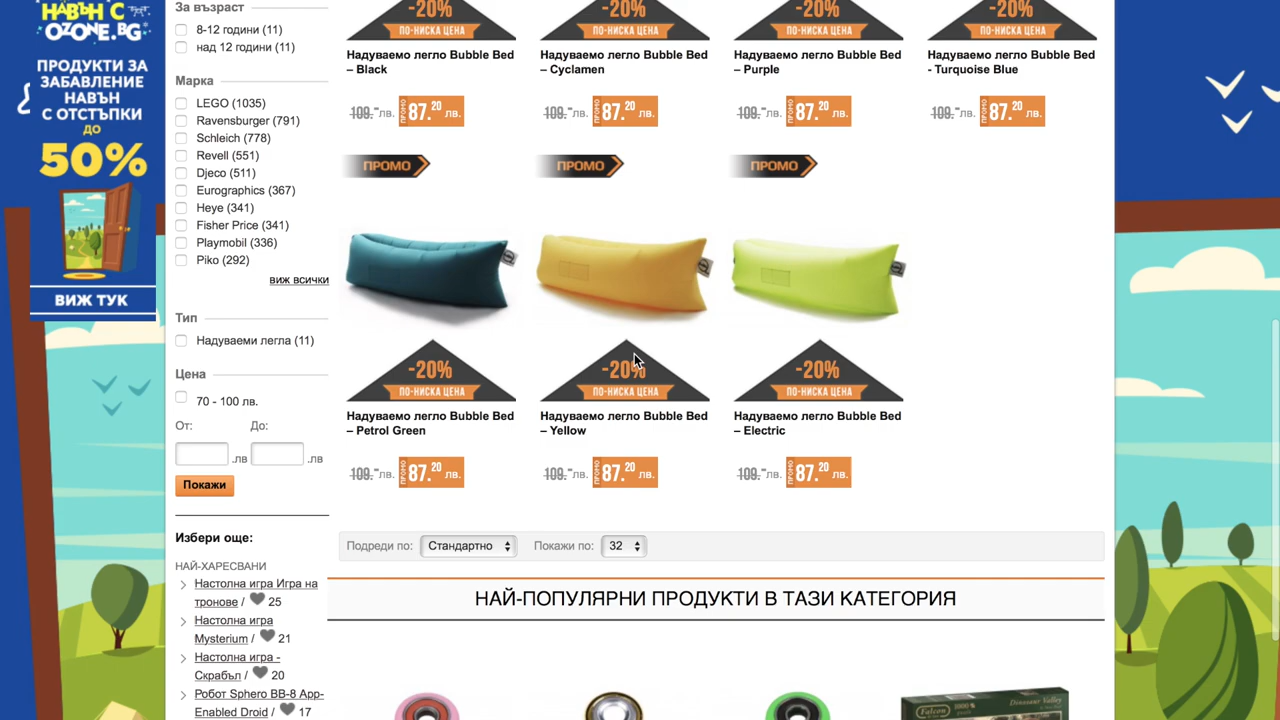 НАВЪН С
OZONE.BG
ПРОДУКТИ ЗА
ЗАБАВЛЕНИЕ
НАВЪН
С ОТСТЪПКИ
ДО
50%
ВИЖ ТУК
За възраст
8-12 години (11)
над 12 години (11)
Марка
LEGO (1035)
Ravensburger (791)
Schleich (778)
Revell (551)
Djeco (511)
Eurographics (367)
Heye (341)
Fisher Price (341)
Playmobil (336)
Piko (292)
виж всички
Тип
Надуваеми легла (11)
Цена
70 - 100 лв.
От: До:
.лв .лв
Покажи
Избери още:
НАЙ-ХАРЕСВАНИ
Настолна игра Игра на
тронове / 25
Настолна игра
Mysterium / 21
Настолна игра -
Скрабъл / 20
Робот Sphero BB-8 App-
Enabled Droid / 17
-20% -20% -20% -20%
ПО-НИСКА ЦЕНА ПО-НИСКА ЦЕНА ПО-НИСКА ЦЕНА ПО-НИСКА ЦЕНА
Надуваемо легло Bubble Bed
– Black
Надуваемо легло Bubble Bed
– Cyclamen
Надуваемо легло Bubble Bed
– Purple
Надуваемо легло Bubble Bed
- Turquoise Blue
109.-лв. ПРОМО 87.20 лв.
109.-лв. ПРОМО 87.20 лв.
109.-лв. ПРОМО 87.20 лв.
109.-лв. ПРОМО 87.20 лв.
ПРОМО ПРОМО ПРОМО
-20% -20% -20%
ПО-НИСКА ЦЕНА ПО-НИСКА ЦЕНА ПО-НИСКА ЦЕНА
Надуваемо легло Bubble Bed
– Petrol Green
Надуваемо легло Bubble Bed
– Yellow
Надуваемо легло Bubble Bed
– Electric
109.-лв. ПРОМО 87.20 лв.
109.-лв. ПРОМО 87.20 лв.
109.-лв. ПРОМО 87.20 лв.
Подреди по: Стандартно Покажи по: 32
НАЙ-ПОПУЛЯРНИ ПРОДУКТИ В ТАЗИ КАТЕГОРИЯ
Falcon
Dinosaur Valley